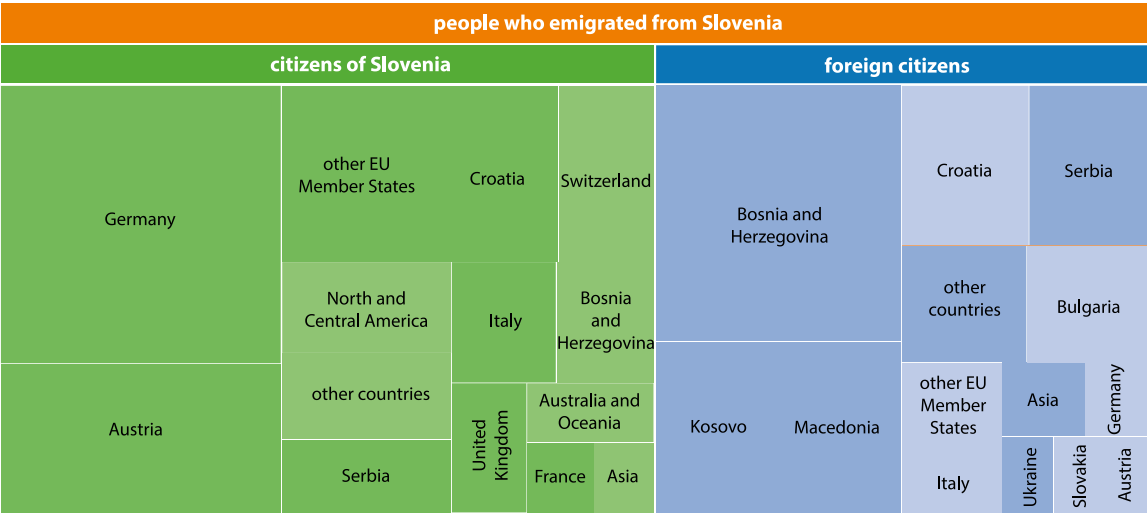 people who emigrated from Slovenia
citizens of Slovenia
foreign citizens
Germany
other EU
Member States
Croatia
Switzerland
North and
Central America
Italy
Bosnia
and
Herzegovina
Austria
other countries
United
Kingdom
Australia and
Oceania
Serbia
France
Asia
Bosnia and
Herzegovina
Croatia
Serbia
other
countries
Bulgaria
Kosovo
Macedonia
other EU
Member
States
Asia
Germany
Italy
Ukraine
Slovakia
Austria